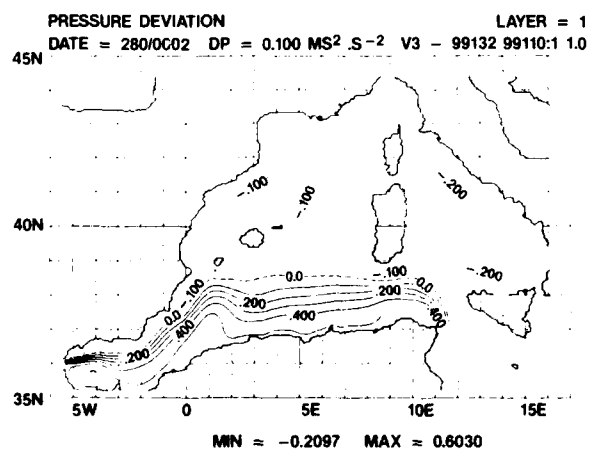 PRESSURE DEVIATION LAYER = 1
DATE = 280/0002 DP = 0.100 MS² .S⁻² V3 - 99132 99110:1 1.0
45N
-.100
-.100
-.200
40N
0.0
-.100
0.0
-.200
-.100
.200
.200
0.0
.400
.400
.400
.200
35N
5W 0 5E 10E 15E
MIN = -0.2097 MAX = 0.6030